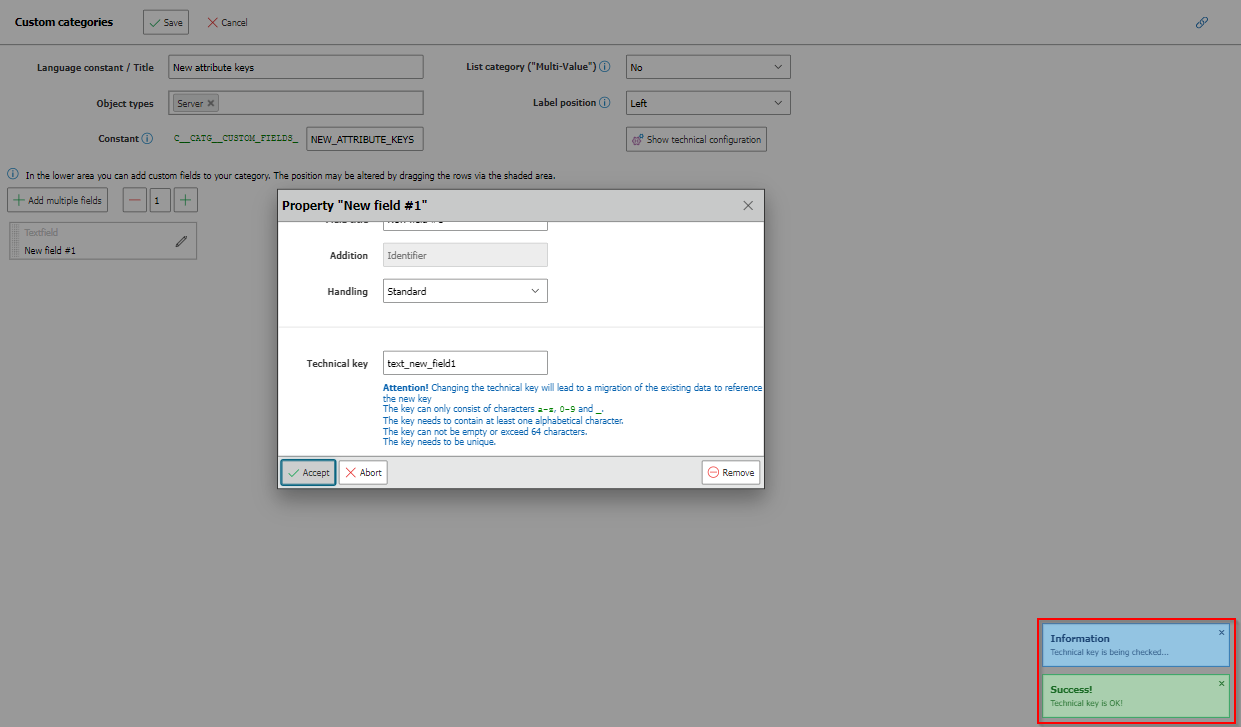 Custom categories
Save
Cancel
Language constant / Title
New attribute keys
List category ("Multi-Value")
No
Object types
Server
Label position
Left
Constant
C__CATG__CUSTOM_FIELDS_
NEW_ATTRIBUTE_KEYS
Show technical configuration
In the lower area you can add custom fields to your category. The position may be altered by dragging the rows via the shaded area.
Add multiple fields
1
Textfield
New field #1
Property "New field #1"
Addition
Identifier
Handling
Standard
Technical key
text_new_field1
Attention! Changing the technical key will lead to a migration of the existing data to reference
the new key
The key can only consist of characters a-z, 0-9 and _.
The key needs to contain at least one alphabetical character.
The key can not be empty or exceed 64 characters.
The key needs to be unique.
Accept
Abort
Remove
Information
Technical key is being checked...
Success!
Technical key is OK!